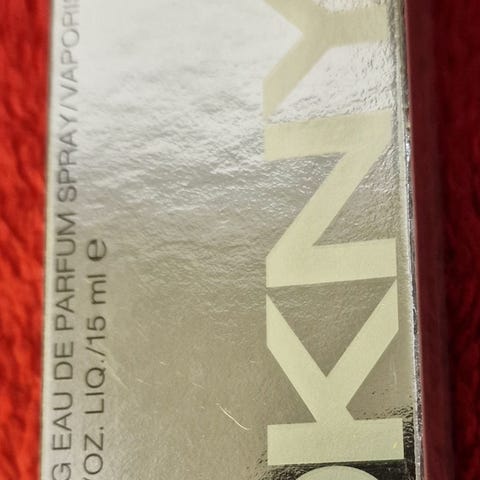 G EAU DE PARFUM SPRAY/VAPORIS
OZ. LIQ./15 ml e
DKNY